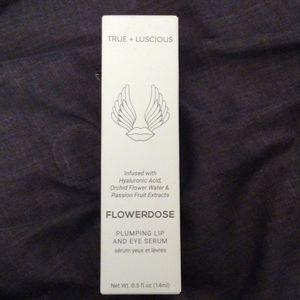 TRUE + LUSCIOUS
Infused with
Hyaluronic Acid,
Orchid Flower Water &
Passion Fruit Extracts
FLOWERDOSE
PLUMPING LIP
AND EYE SERUM
sérum yeux et lèvres
Net Wt. 0.5 fl oz (14ml)